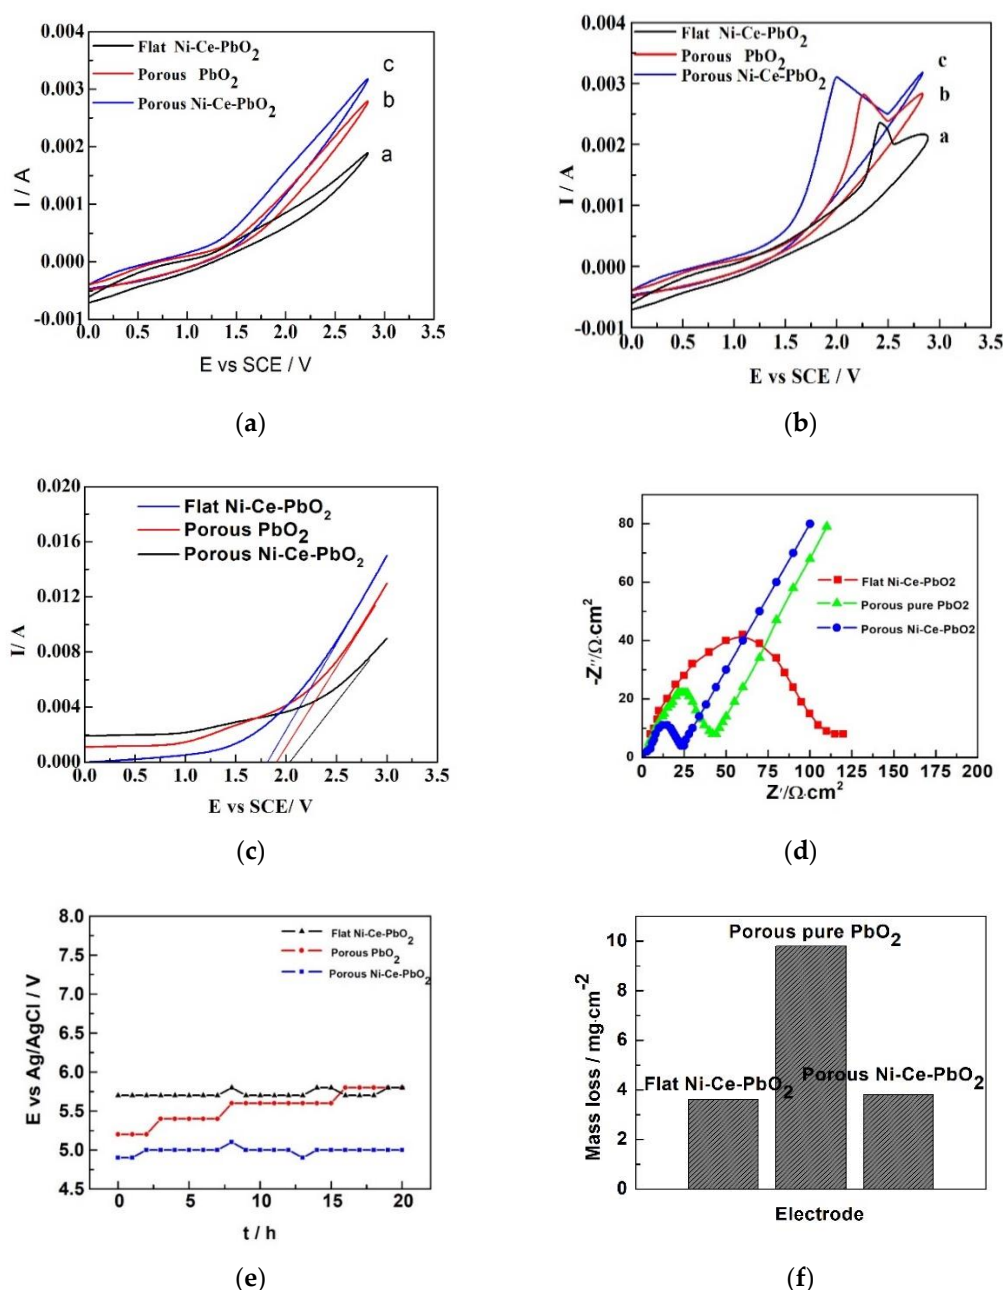 0.004
0.003
0.002
0.001
0.000
-0.001
I / A
Flat Ni-Ce-PbO2
Porous PbO2
Porous Ni-Ce-PbO2
c
b
a
0.0 0.5 1.0 1.5 2.0 2.5 3.0 3.5
E vs SCE / V
(a)
0.004
0.003
0.002
0.001
0.000
-0.001
I / A
Flat Ni-Ce-PbO2
Porous PbO2
Porous Ni-Ce-PbO2
c
b
a
0.0 0.5 1.0 1.5 2.0 2.5 3.0 3.5
E vs SCE / V
(b)
0.020
0.016
0.012
0.008
0.004
0.000
I/ A
Flat Ni-Ce-PbO2
Porous PbO2
Porous Ni-Ce-PbO2
0.0 0.5 1.0 1.5 2.0 2.5 3.0 3.5
E vs SCE/ V
(c)
80
60
40
20
0
-Z''/Ω·cm2
Flat Ni-Ce-PbO2
Porous pure PbO2
Porous Ni-Ce-PbO2
0 25 50 75 100 125 150 175 200
Z'/Ω·cm2
(d)
8.0
7.5
7.0
6.5
6.0
5.5
5.0
4.5
E vs Ag/AgCl / V
Flat Ni-Ce-PbO2
Porous PbO2
Porous Ni-Ce-PbO2
0 5 10 15 20
t / h
(e)
10
8
6
4
2
0
Mass loss / mg·cm-2
Porous pure PbO2
Flat Ni-Ce-PbO2
Porous Ni-Ce-PbO2
Electrode
(f)